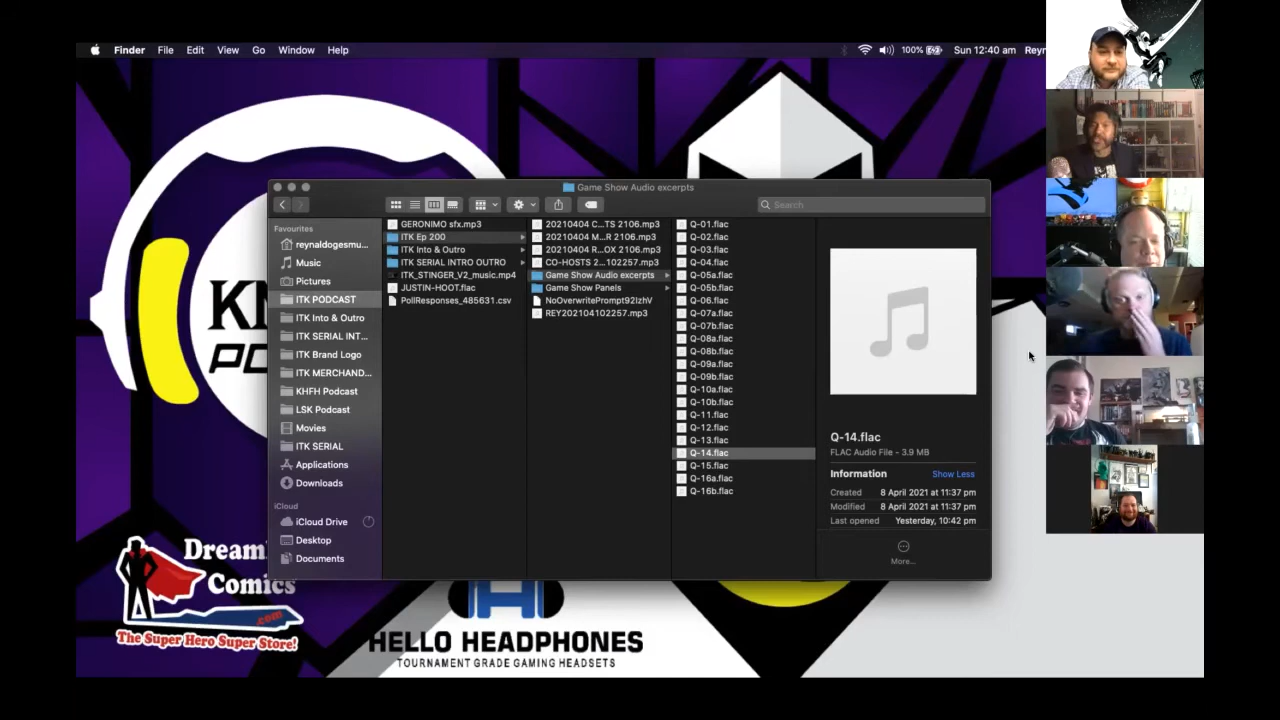 Finder File Edit View Go Window Help 100% Sun 12:40 am Reyn
KN
PO
Game Show Audio excerpts
Search
Favourites
reynaldogesmu...
Music
Pictures
ITK PODCAST
ITK Into & Outro
ITK SERIAL INT...
ITK Brand Logo
ITK MERCHAND...
KHFH Podcast
LSK Podcast
Movies
ITK SERIAL
Applications
Downloads
iCloud
iCloud Drive
Desktop
Documents
GERONIMO sfx.mp3
ITK Ep 200
ITK Into & Outro
ITK SERIAL INTRO OUTRO
ITK_STINGER_V2_music.mp4
JUSTIN-HOOT.flac
PollResponses_485631.csv
20210404 C...TS 2106.mp3
20210404 M...R 2106.mp3
20210404 R...OX 2106.mp3
CO-HOSTS 2...102257.mp3
Game Show Audio excerpts
Game Show Panels
NoOverwritePrompt92IzhV
REY202104102257.mp3
Q-01.flac
Q-02.flac
Q-03.flac
Q-04.flac
Q-05a.flac
Q-05b.flac
Q-06.flac
Q-07a.flac
Q-07b.flac
Q-08a.flac
Q-08b.flac
Q-09a.flac
Q-09b.flac
Q-10a.flac
Q-10b.flac
Q-11.flac
Q-12.flac
Q-13.flac
Q-14.flac
Q-15.flac
Q-16a.flac
Q-16b.flac
Q-14.flac
FLAC Audio File - 3.9 MB
Information Show Less
Created 8 April 2021 at 11:37 pm
Modified 8 April 2021 at 11:37 pm
Last opened Yesterday, 10:42 pm
More...
Dream
Comics
.com
The Super Hero Super Store!
HELLO HEADPHONES
TOURNAMENT GRADE GAMING HEADSETS